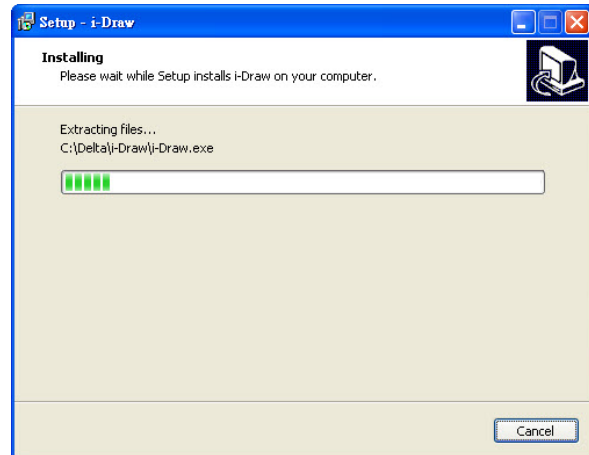 Setup - i-Draw
Installing
Please wait while Setup installs i-Draw on your computer.
Extracting files...
C:\Delta\i-Draw\i-Draw.exe
Cancel